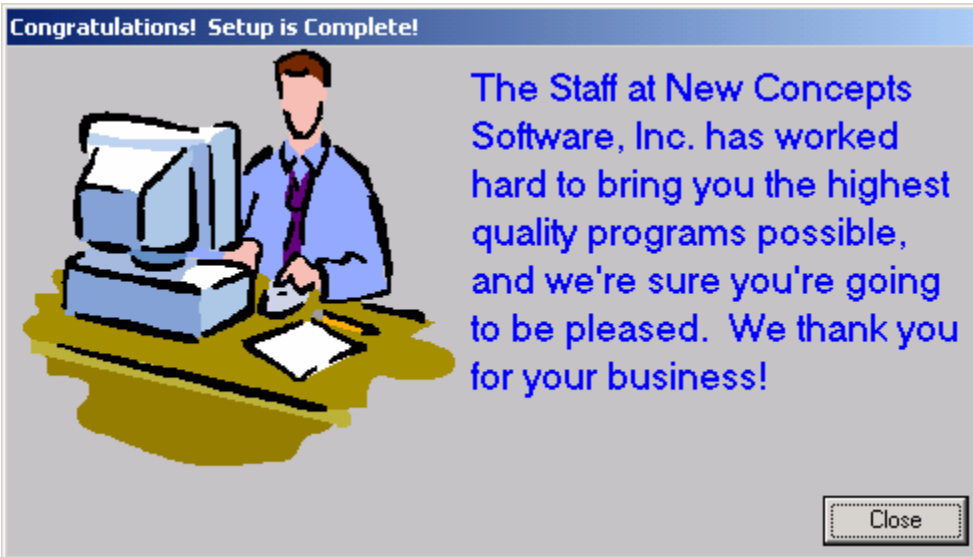 Congratulations! Setup is Complete!
The Staff at New Concepts
Software, Inc. has worked
hard to bring you the highest
quality programs possible,
and we're sure you're going
to be pleased. We thank you
for your business!
Close